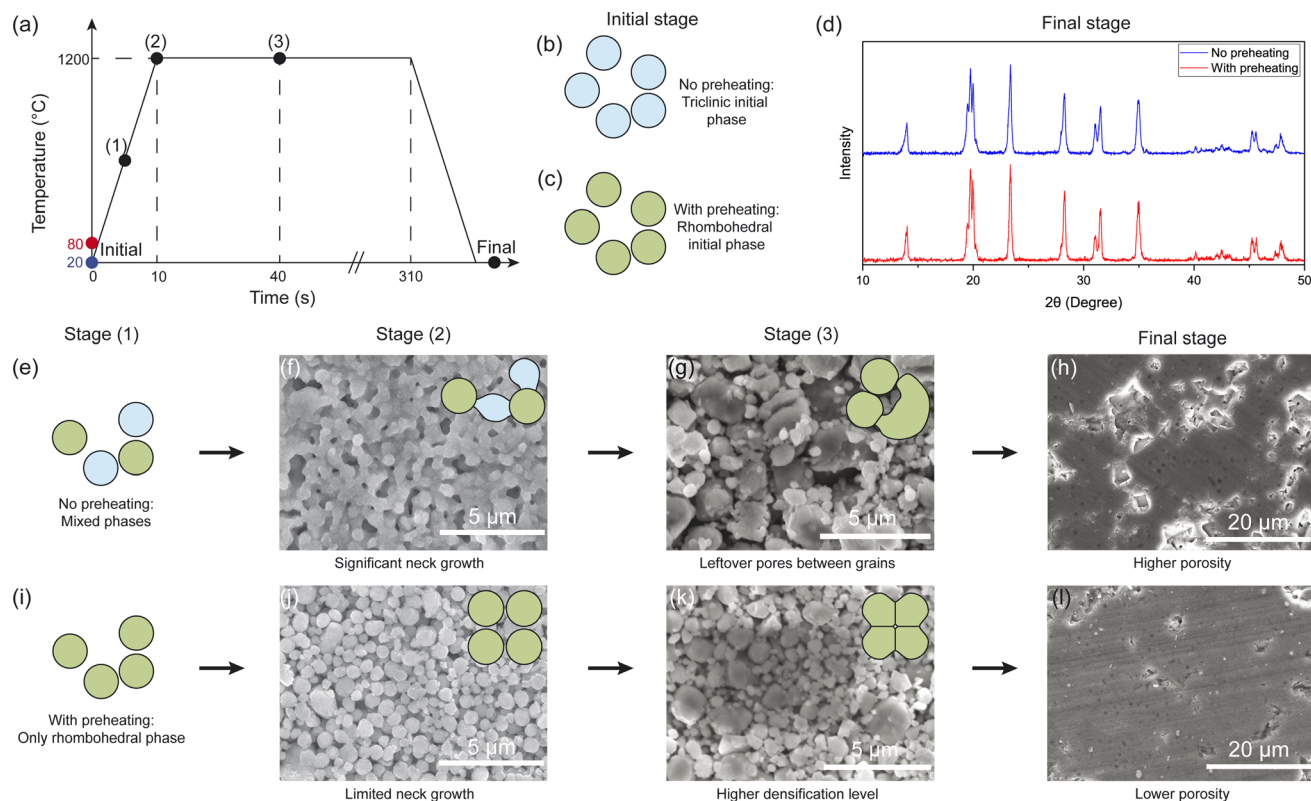 (a)
Temperature (°C)
1200
80
20
(1)
(2)
(3)
Initial
Final
0
10
40
310
Time (s)
Initial stage
(b)
No preheating:
Triclinic initial
phase
(c)
With preheating:
Rhombohedral
initial phase
(d)
Final stage
No preheating
With preheating
Intensity
10
20
30
40
50
2θ (Degree)
Stage (1)
Stage (2)
Stage (3)
Final stage
(e)
No preheating:
Mixed phases
(f)
5 µm
Significant neck growth
(g)
5 µm
Leftover pores between grains
(h)
20 µm
Higher porosity
(i)
With preheating:
Only rhombohedral phase
(j)
5 µm
Limited neck growth
(k)
5 µm
Higher densification level
(l)
20 µm
Lower porosity